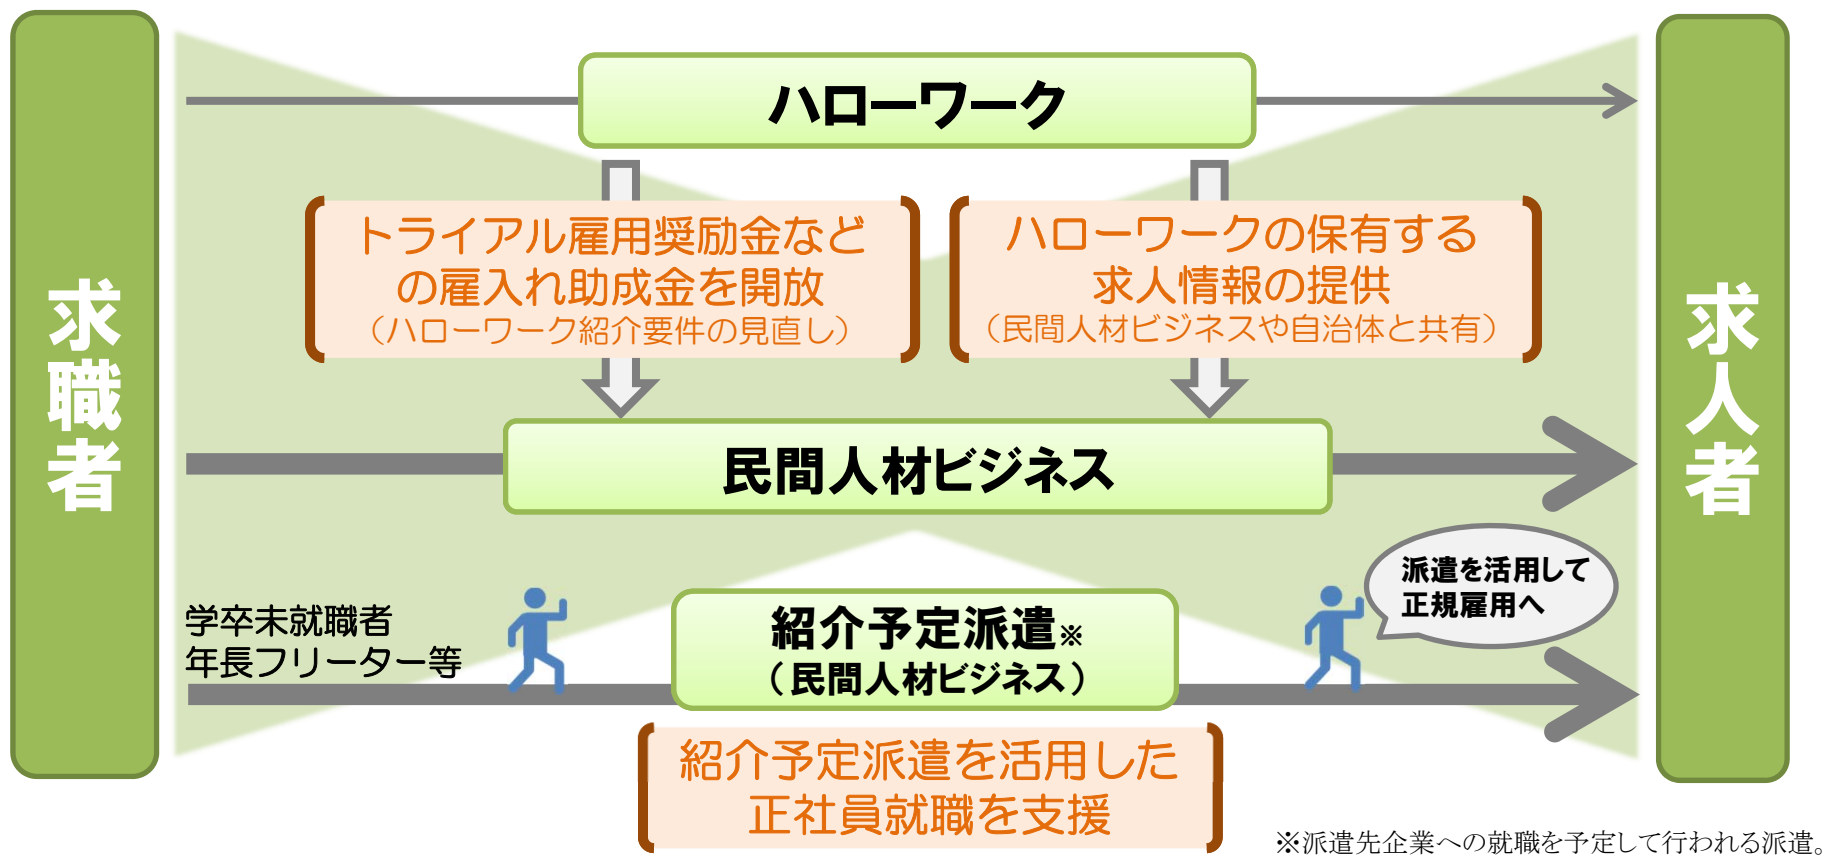 求職者
ハローワーク
トライアル雇用奨励金など
の雇入れ助成金を開放
（ハローワーク紹介要件の見直し）
ハローワークの保有する
求人情報の提供
（民間人材ビジネスや自治体と共有）
民間人材ビジネス
派遣を活用して
正規雇用へ
学卒未就職者
年長フリーター等
紹介予定派遣※
（民間人材ビジネス）
紹介予定派遣を活用した
正社員就職を支援
求人者
※派遣先企業への就職を予定して行われる派遣。